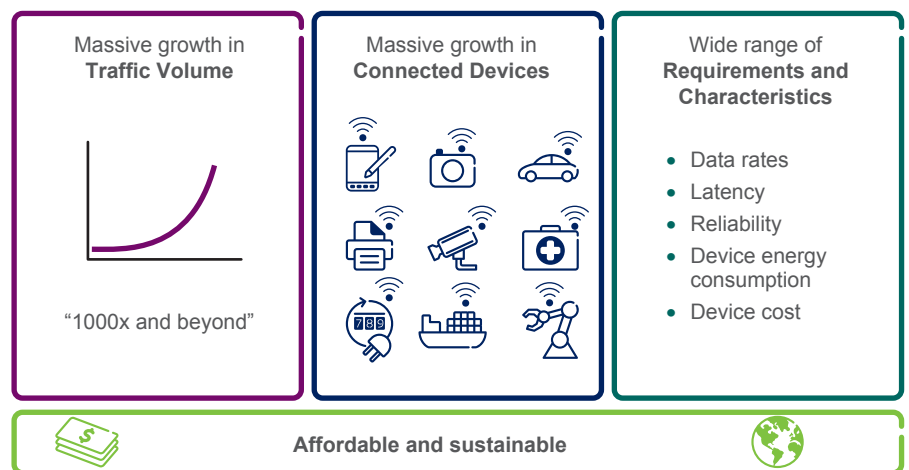 Massive growth in
Traffic Volume
“1000x and beyond”
Massive growth in
Connected Devices
789
Wide range of
Requirements and
Characteristics
• Data rates
• Latency
• Reliability
• Device energy
consumption
• Device cost
$
Affordable and sustainable